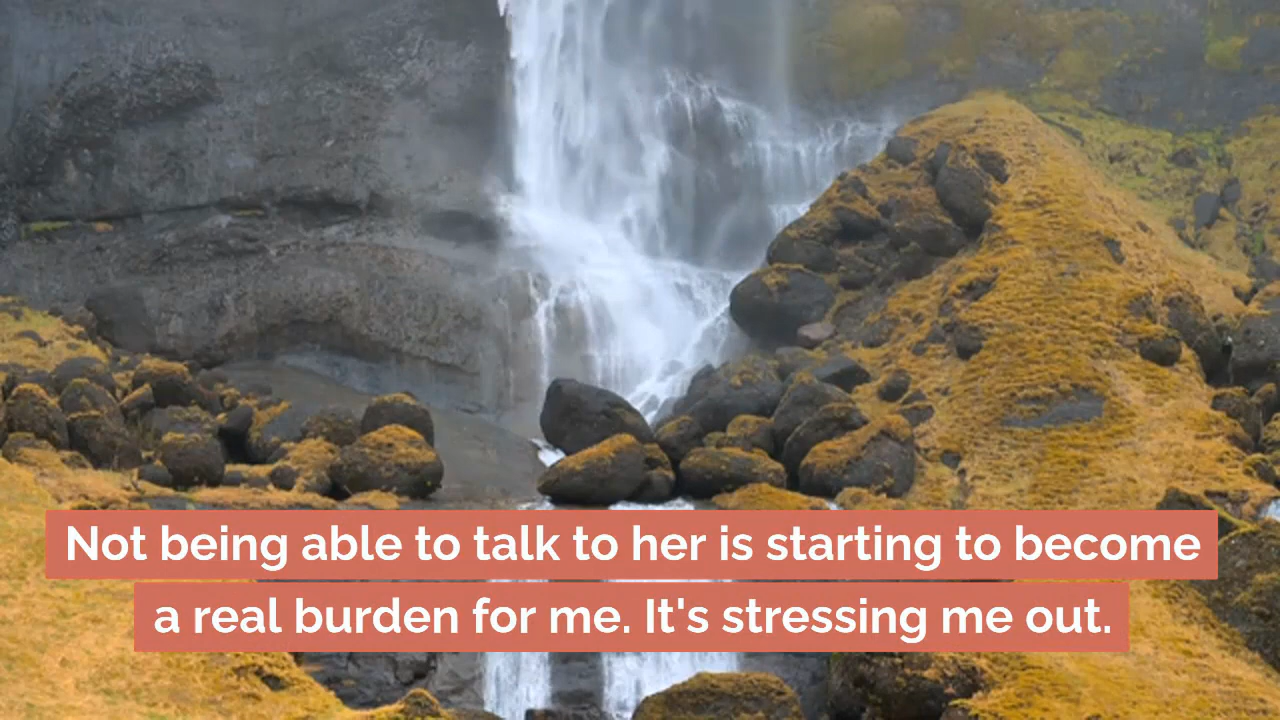 Not being able to talk to her is starting to become
a real burden for me. It's stressing me out.